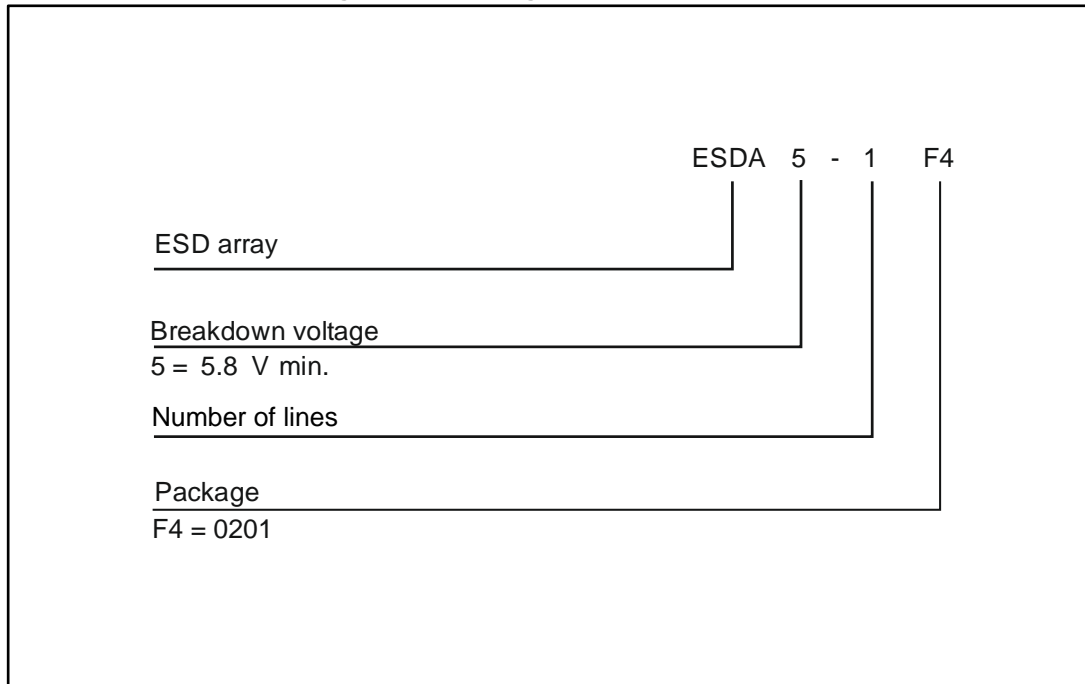 ESDA 5 - 1 F4
ESD array
Breakdown voltage
5 = 5.8 V min.
Number of lines
Package
F4 = 0201